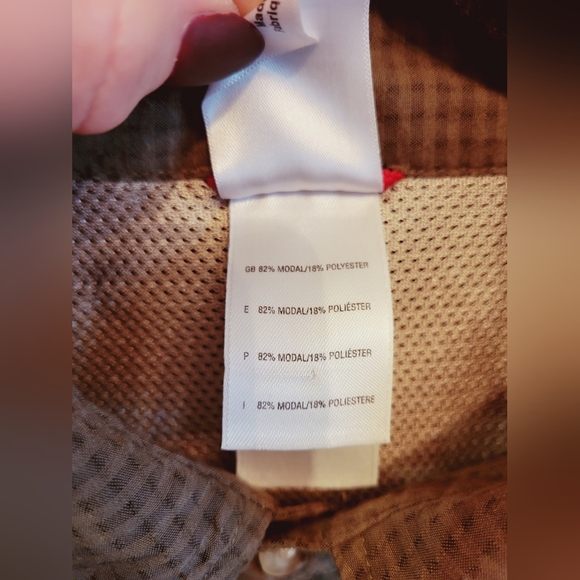 GB 82% MODAL/18% POLYESTER
E 82% MODAL/18% POLIÉSTER
P 82% MODAL/18% POLIÉSTER
I 82% MODAL/18% POLIESTERE